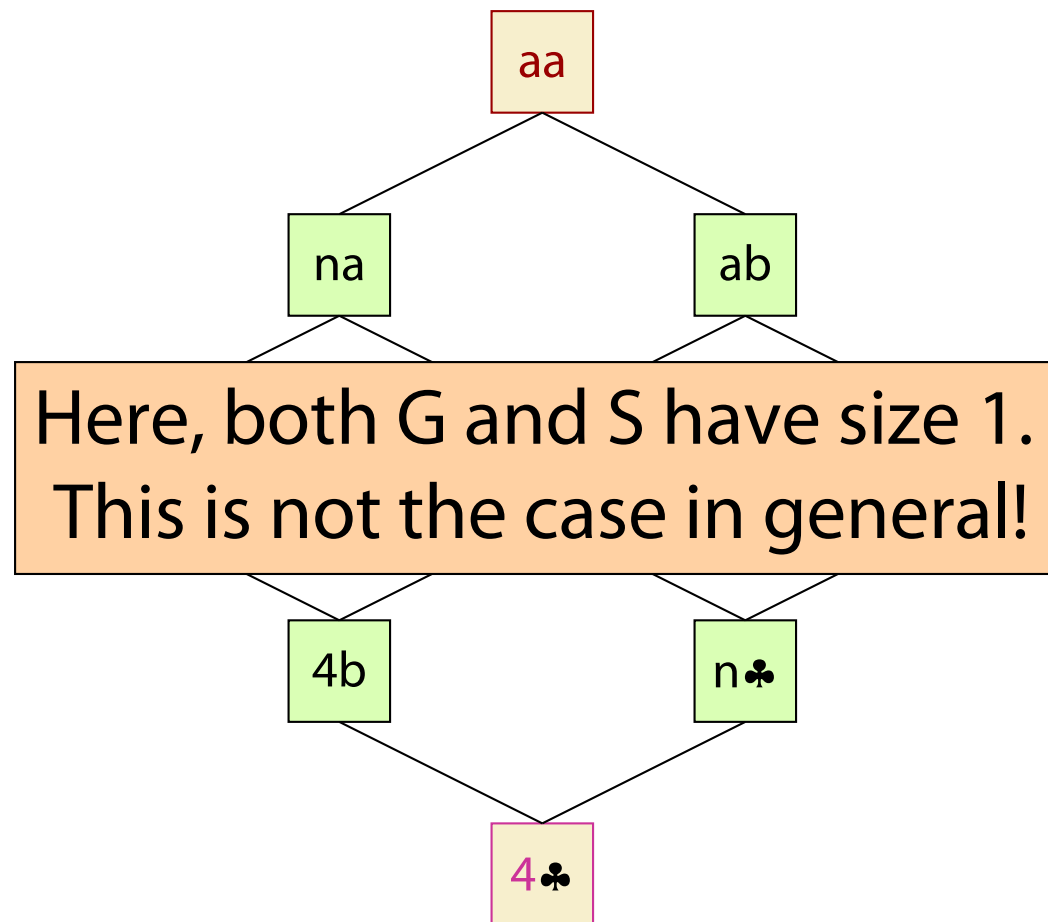 aa
na ab
Here, both G and S have size 1.
This is not the case in general!
4b n♣
4♣